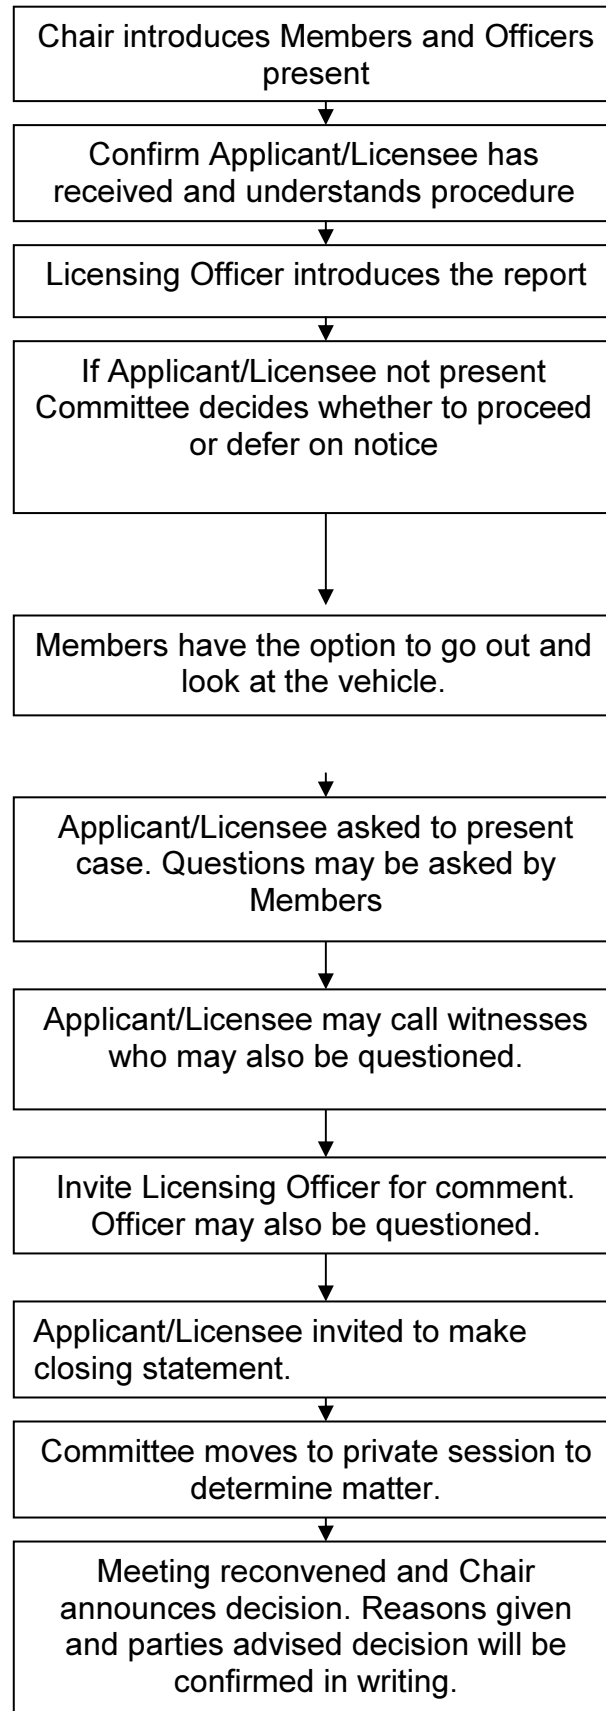 Chair introduces Members and Officers
present
Confirm Applicant/Licensee has
received and understands procedure
Licensing Officer introduces the report
If Applicant/Licensee not present
Committee decides whether to proceed
or defer on notice
Members have the option to go out and
look at the vehicle.
Applicant/Licensee asked to present
case. Questions may be asked by
Members
Applicant/Licensee may call witnesses
who may also be questioned.
Invite Licensing Officer for comment.
Officer may also be questioned.
Applicant/Licensee invited to make
closing statement.
Committee moves to private session to
determine matter.
Meeting reconvened and Chair
announces decision. Reasons given
and parties advised decision will be
confirmed in writing.